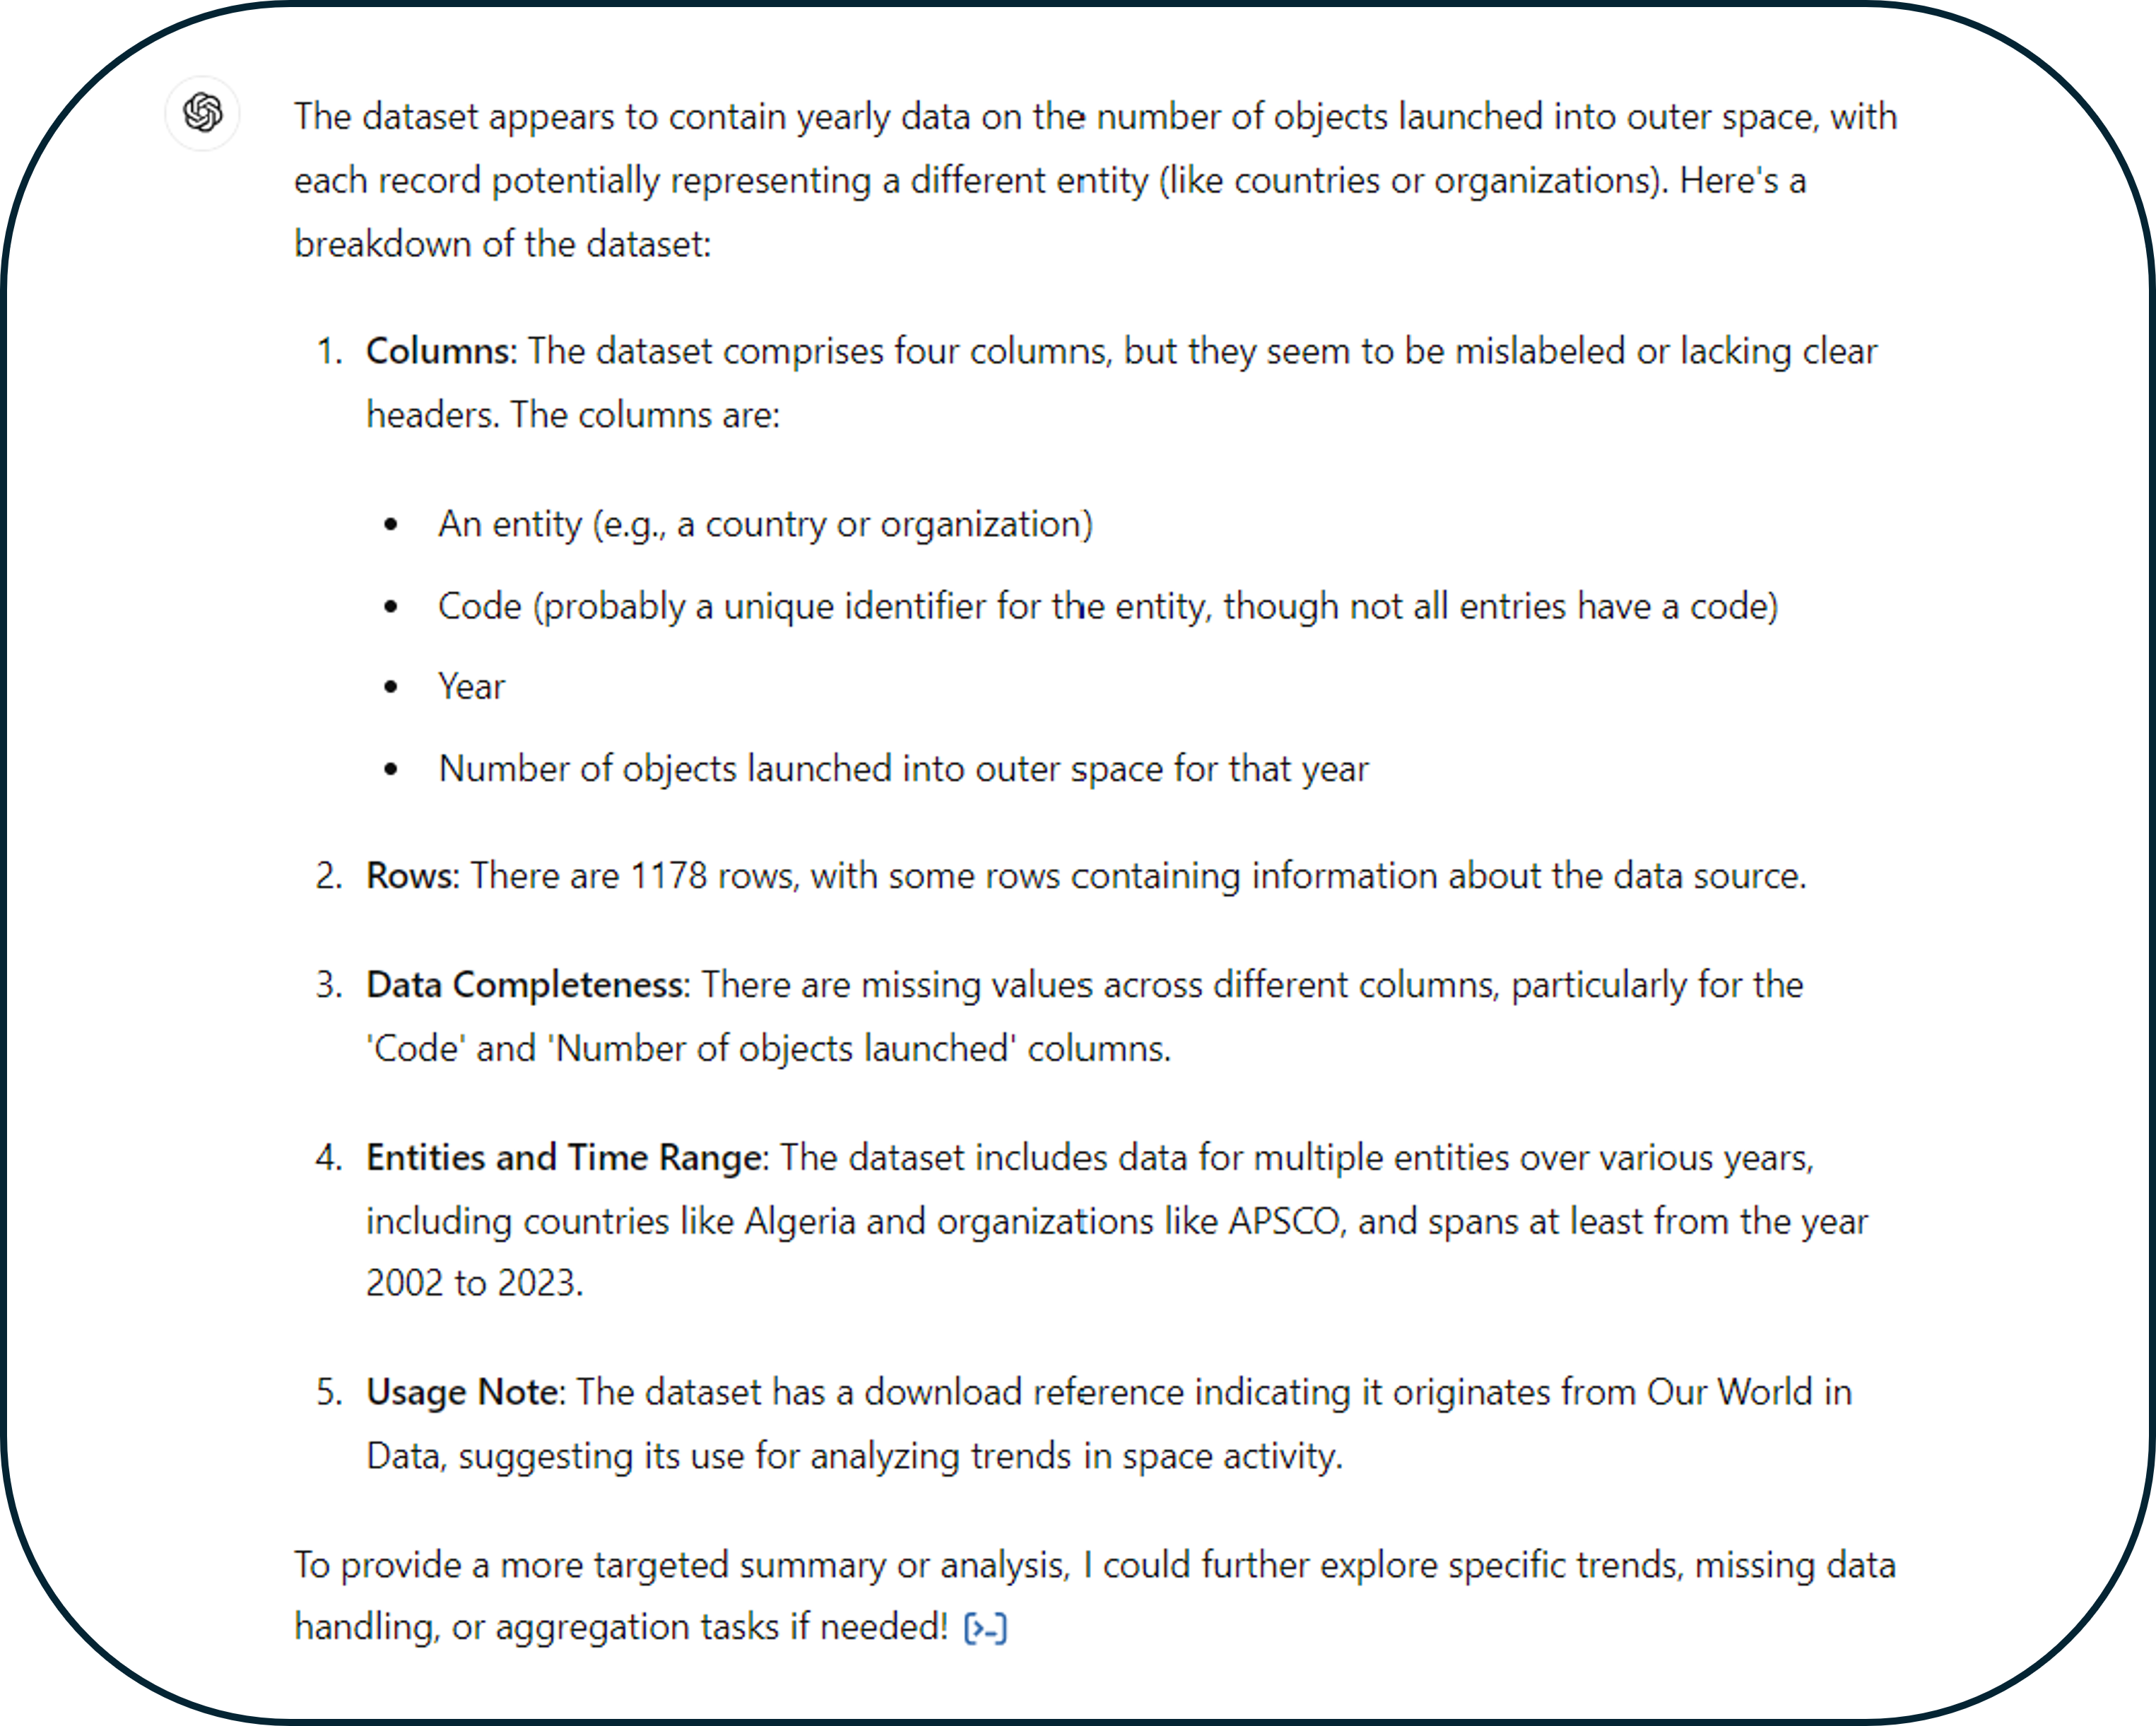 The dataset appears to contain yearly data on the number of objects launched into outer space, with
each record potentially representing a different entity (like countries or organizations). Here's a
breakdown of the dataset:
1. Columns: The dataset comprises four columns, but they seem to be mislabeled or lacking clear
headers. The columns are:
• An entity (e.g., a country or organization)
• Code (probably a unique identifier for the entity, though not all entries have a code)
• Year
• Number of objects launched into outer space for that year
2. Rows: There are 1178 rows, with some rows containing information about the data source.
3. Data Completeness: There are missing values across different columns, particularly for the
'Code' and 'Number of objects launched' columns.
4. Entities and Time Range: The dataset includes data for multiple entities over various years,
including countries like Algeria and organizations like APSCO, and spans at least from the year
2002 to 2023.
5. Usage Note: The dataset has a download reference indicating it originates from Our World in
Data, suggesting its use for analyzing trends in space activity.
To provide a more targeted summary or analysis, I could further explore specific trends, missing data
handling, or aggregation tasks if needed! [>-]